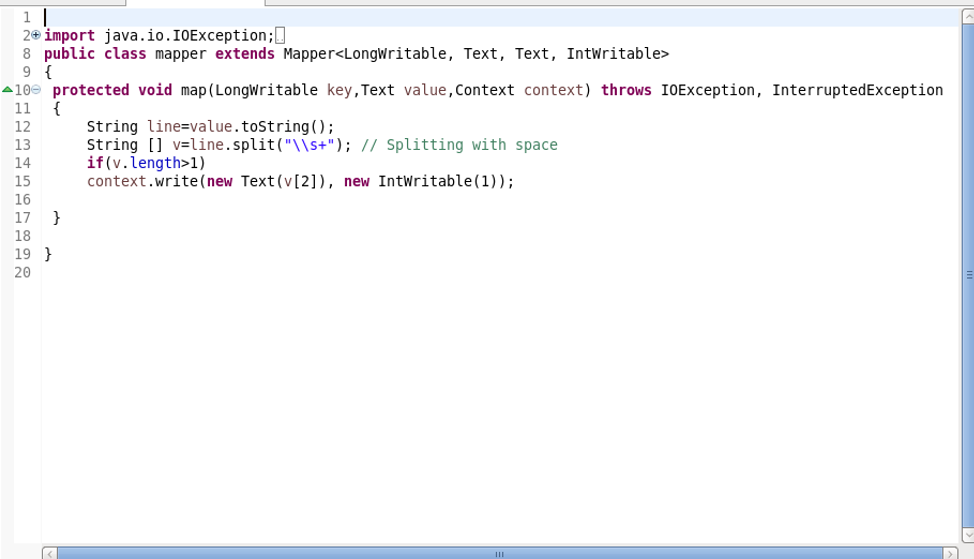 1
2 import java.io.IOException;
8 public class mapper extends Mapper<LongWritable, Text, Text, IntWritable>
9 {
10 protected void map(LongWritable key,Text value,Context context) throws IOException, InterruptedException
11 {
12 String line=value.toString();
13 String [] v=line.split("\\s+"); // Splitting with space
14 if(v.length>1)
15 context.write(new Text(v[2]), new IntWritable(1));
16
17 }
18
19 }
20